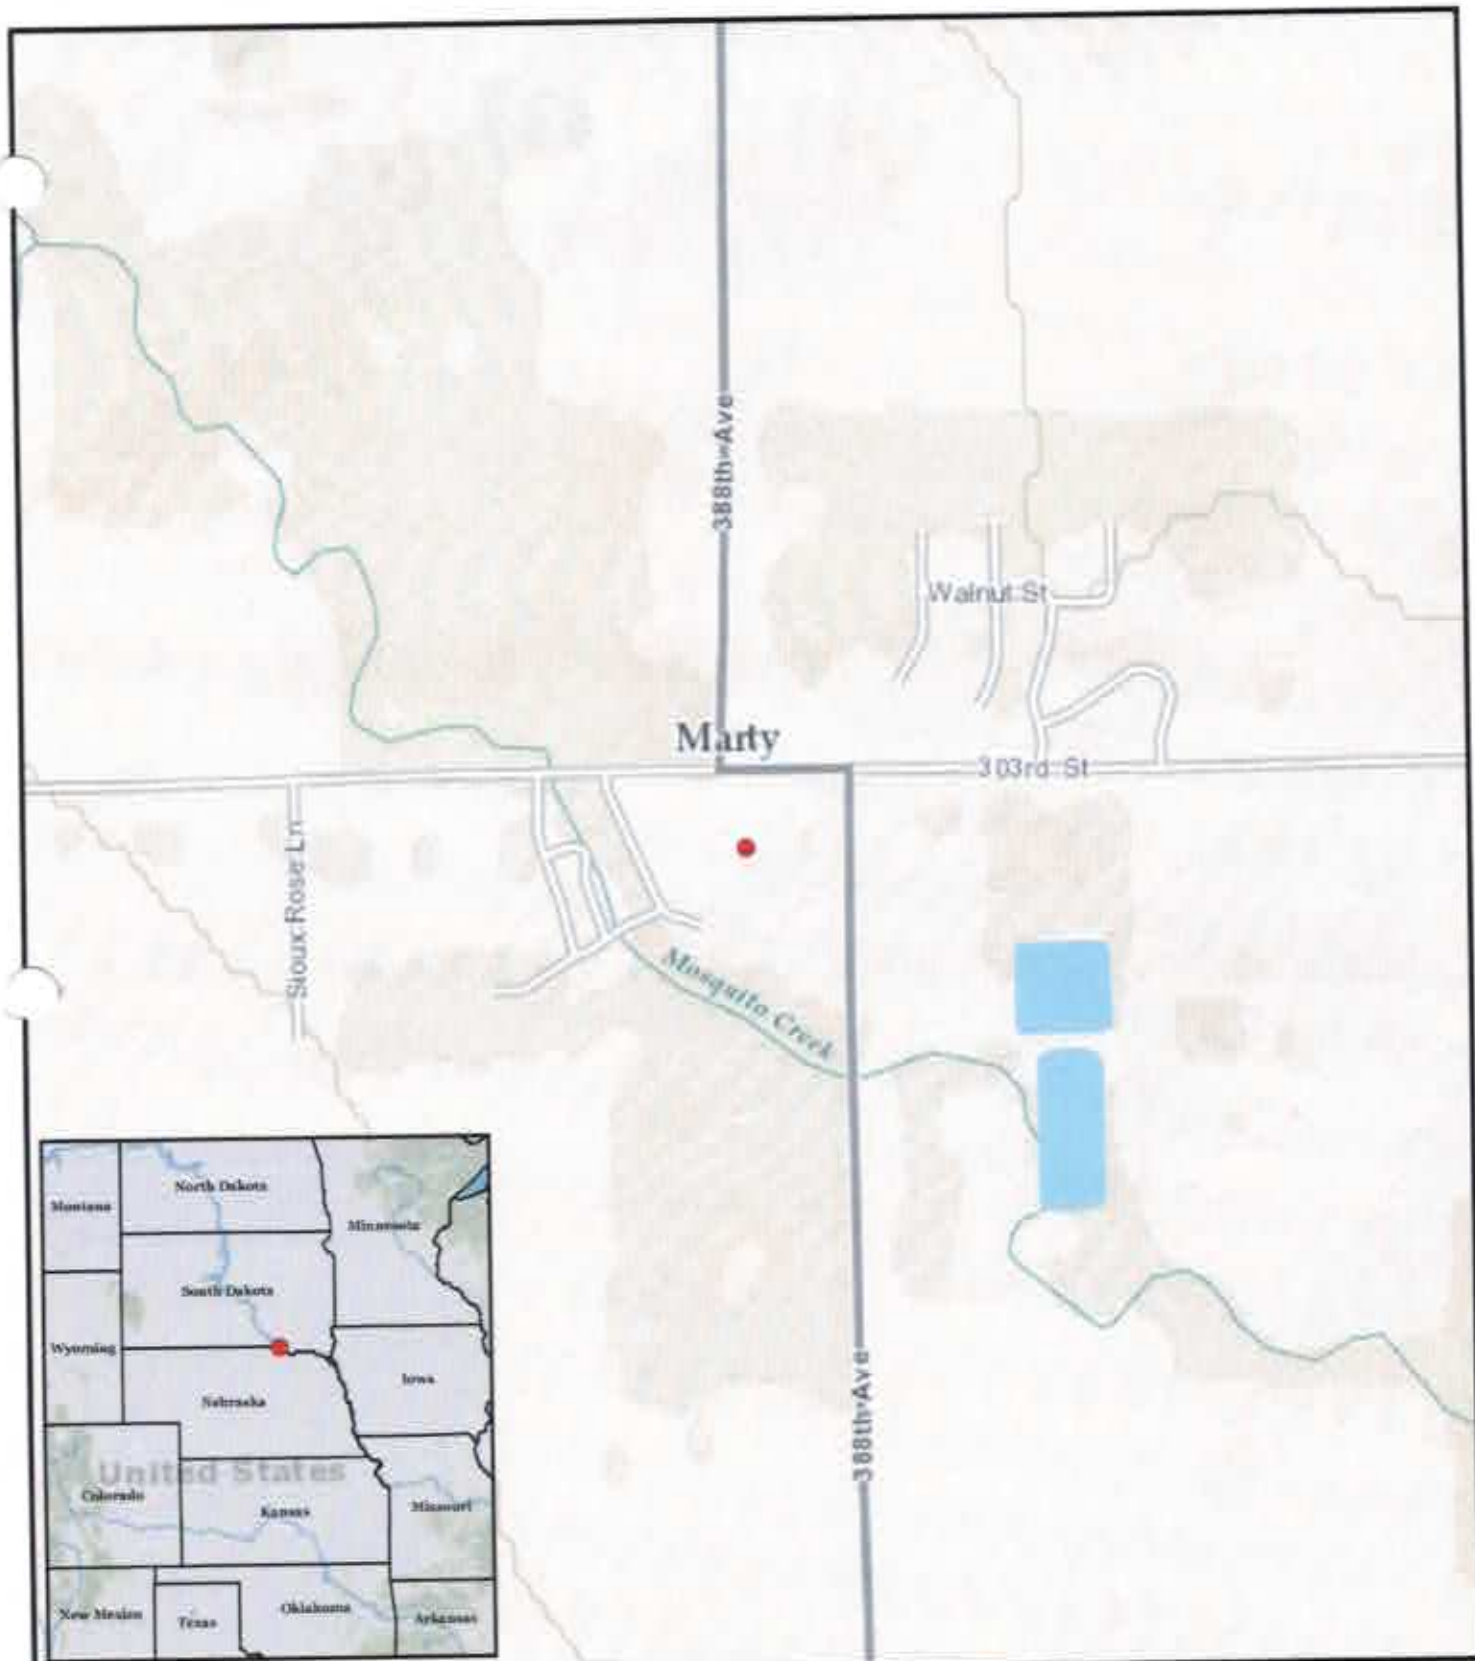 388th Ave
Walnut St
Marty
303rd St
Sioux Rose Ln
Mosquito Creek
388th Ave
North Dakota
Montana
Minnesota
South Dakota
Wyoming
Iowa
Nebraska
United States
Colorado
Missouri
Kansas
New Mexico
Texas
Oklahoma
Arkansas